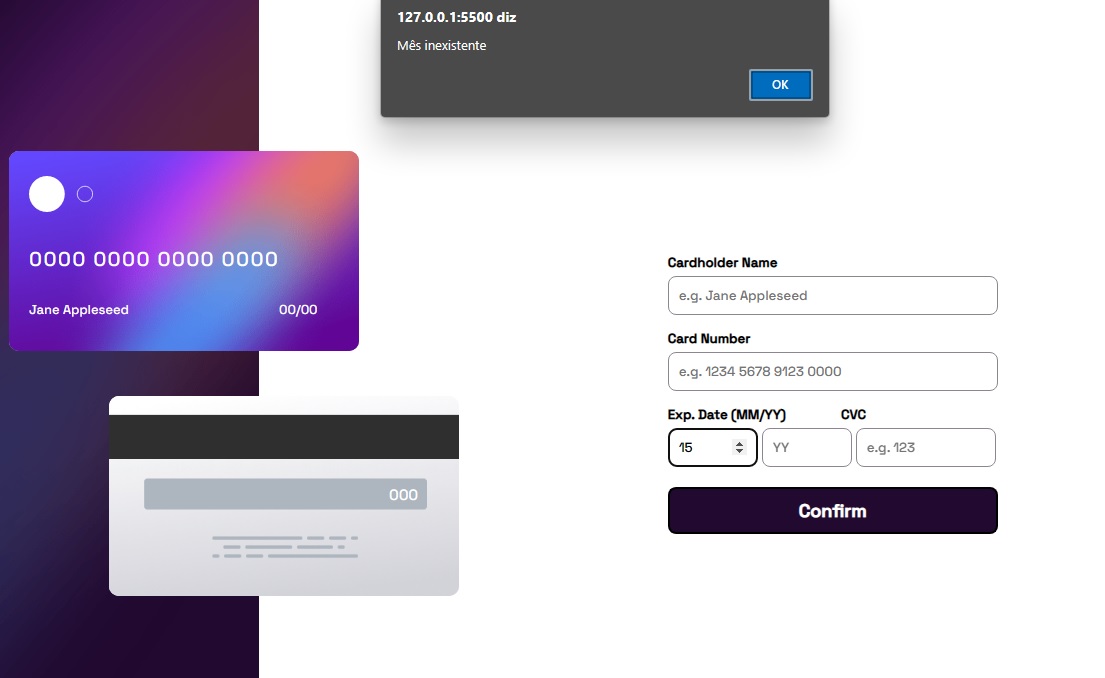 127.0.0.1:5500 diz
Mês inexistente
OK
0000 0000 0000 0000
Jane Appleseed 00/00
000
Cardholder Name
e.g. Jane Appleseed
Card Number
e.g. 1234 5678 9123 0000
Exp. Date (MM/YY) CVC
15 YY e.g. 123
Confirm